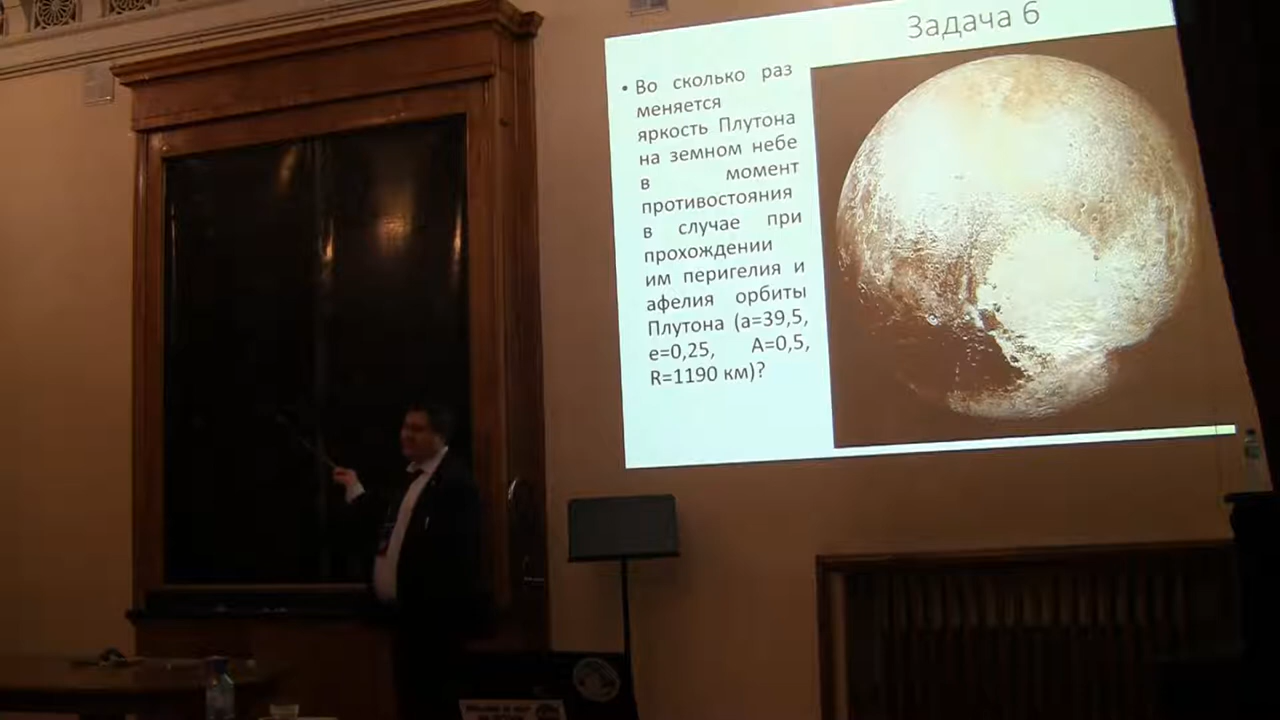 Задача 6
• Во сколько раз
меняется
яркость Плутона
на земном небе
в момент
противостояния
в случае при
прохождении
им перигелия и
афелия орбиты
Плутона (a=39,5,
e=0,25, A=0,5,
R=1190 км)?